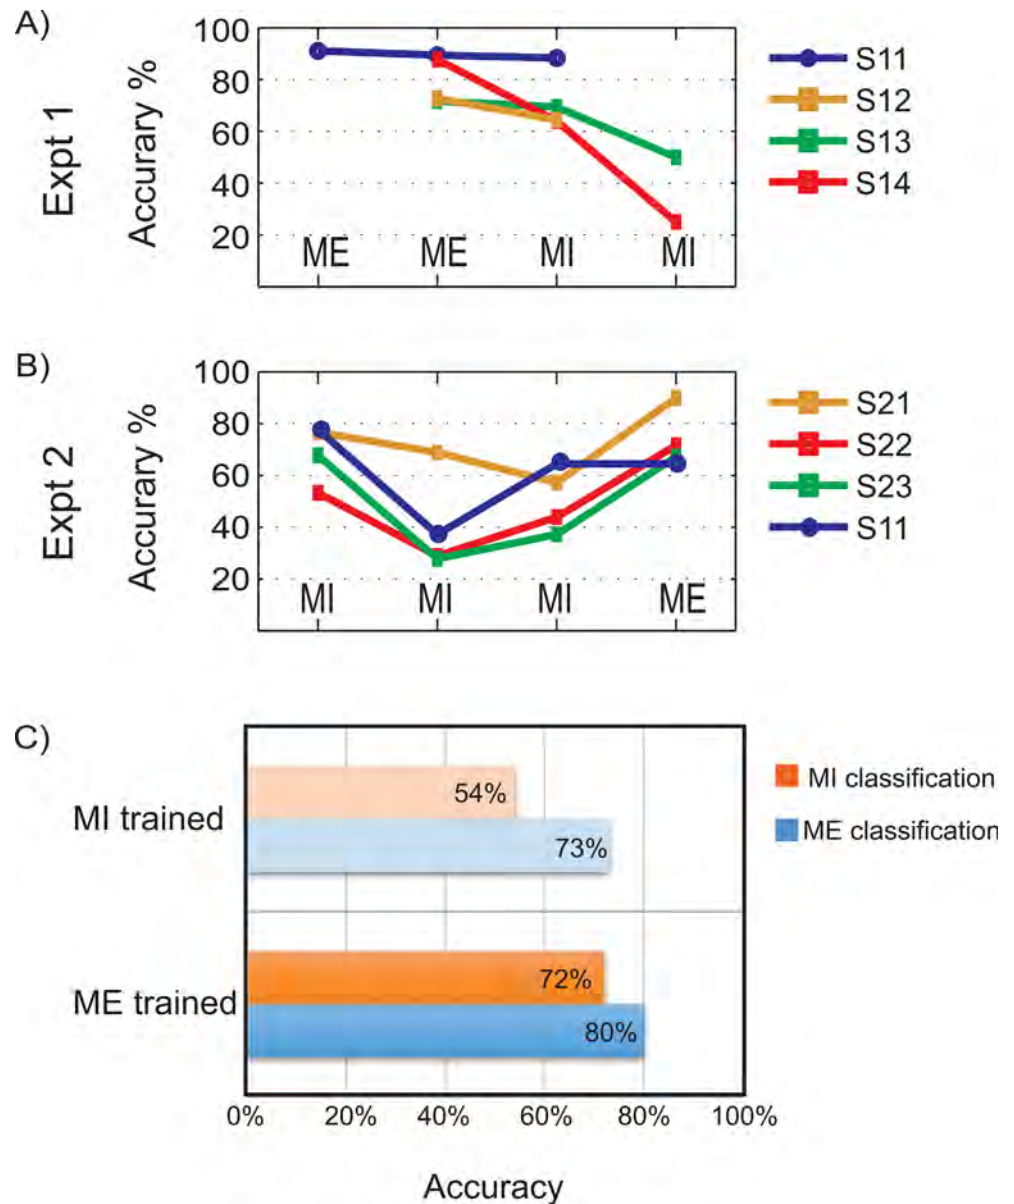 A)
Expt 1
Accurary %
100
80
60
40
20
ME
ME
MI
MI
S11
S12
S13
S14
B)
Expt 2
Accurary %
100
80
60
40
20
MI
MI
MI
ME
S21
S22
S23
S11
C)
MI trained
54%
73%
ME trained
72%
80%
MI classification
ME classification
0%
20%
40%
60%
80%
100%
Accuracy